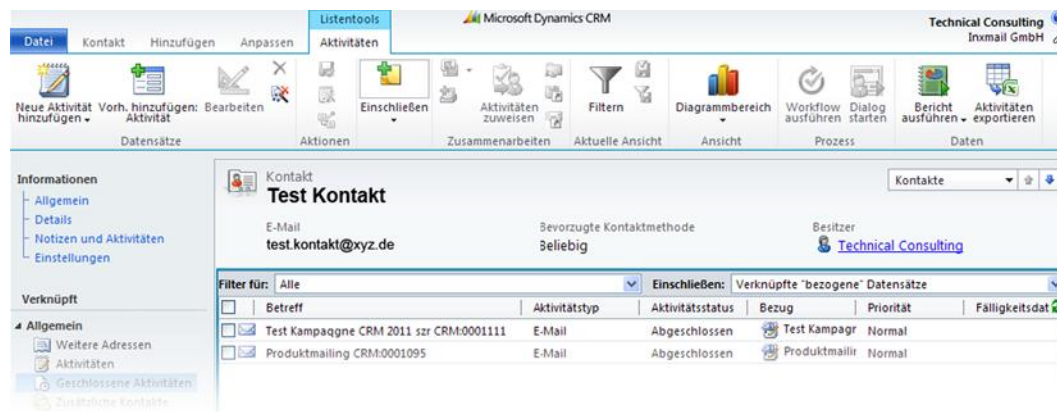 Listentools
Microsoft Dynamics CRM
Technical Consulting
Inxmail GmbH
Datei Kontakt Hinzufügen Anpassen Aktivitäten
Neue Aktivität hinzufügen
Vorh. hinzufügen: Aktivität
Bearbeiten
Einschließen
Aktivitäten zuweisen
Filtern
Diagrammbereich
Workflow ausführen
Dialog starten
Bericht ausführen
Aktivitäten exportieren
Datensätze Aktionen Zusammenarbeiten Aktuelle Ansicht Ansicht Prozess Daten
Informationen
Allgemein
Details
Notizen und Aktivitäten
Einstellungen
Verknüpft
Allgemein
Weitere Adressen
Aktivitäten
Geschlossene Aktivitäten
Zusätzliche Kontakte
Kontakt
Test Kontakt
Kontakte
E-Mail Bevorzugte Kontaktmethode Besitzer
test.kontakt@xyz.de Beliebig Technical Consulting
Filter für: Alle Einschließen: Verknüpfte "bezogene" Datensätze
Betreff Aktivitätstyp Aktivitätsstatus Bezug Priorität Fälligkeitsdat
Test Kampaqgne CRM 2011 szr CRM:0001111 E-Mail Abgeschlossen Test Kampagr Normal
Produktmailing CRM:0001095 E-Mail Abgeschlossen Produktmailir Normal